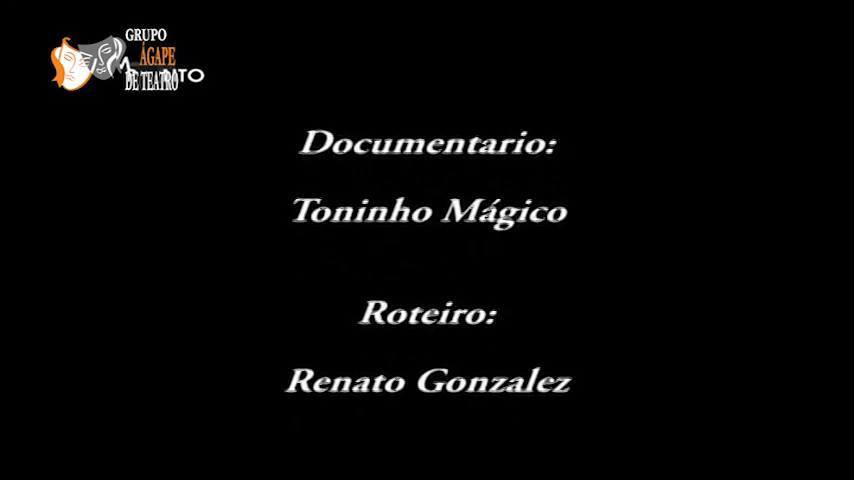 GRUPO
ÁGAPE
DE TEATRO
Documentario:
Toninho Mágico
Roteiro:
Renato Gonzalez